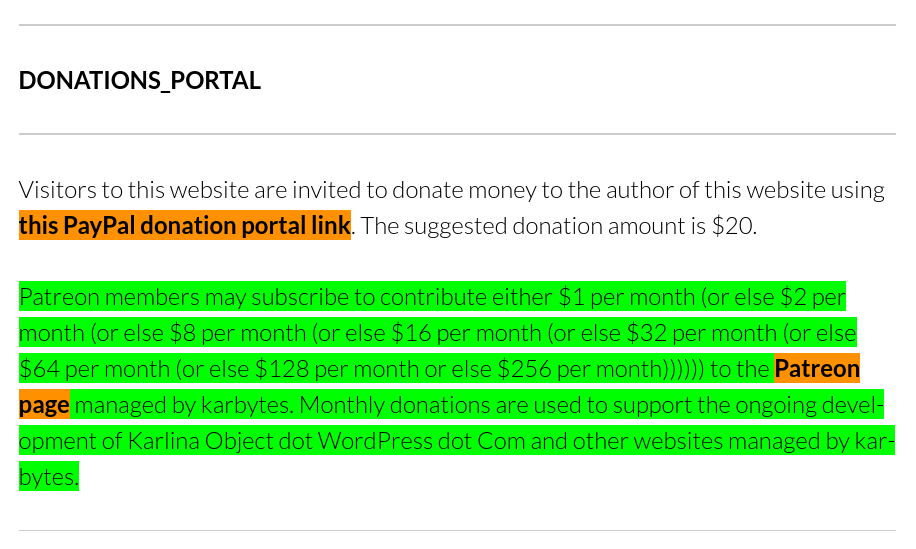 DONATIONS_PORTAL
Visitors to this website are invited to donate money to the author of this website using
this PayPal donation portal link. The suggested donation amount is $20.
Patreon members may subscribe to contribute either $1 per month (or else $2 per
month (or else $8 per month (or else $16 per month (or else $32 per month (or else
$64 per month (or else $128 per month or else $256 per month)))))) to the Patreon
page managed by karbytes. Monthly donations are used to support the ongoing devel-
opment of Karlina Object dot WordPress dot Com and other websites managed by kar-
bytes.